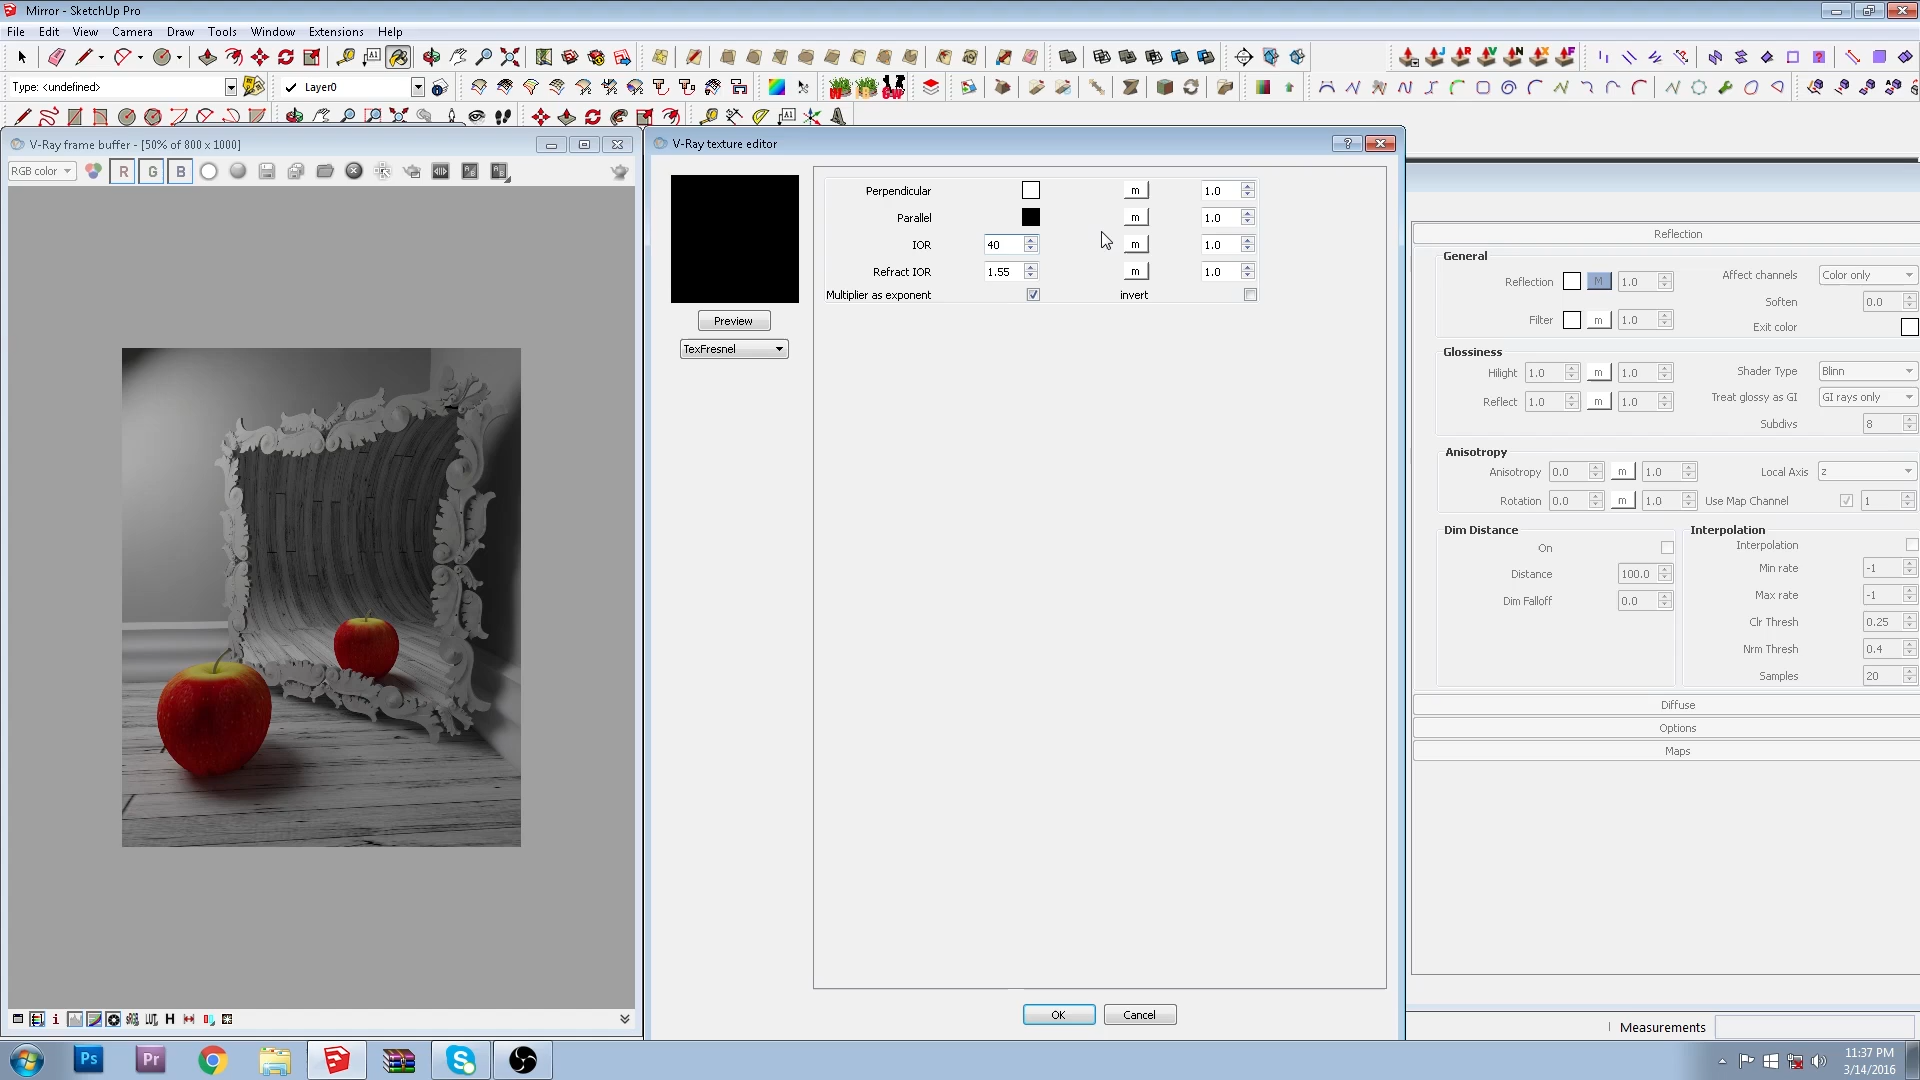 Mirror - SketchUp Pro
File Edit View Camera Draw Tools Window Extensions Help
Type: <undefined>
Layer0
V-Ray frame buffer - [50% of 800 x 1000]
RGB color
R G B
V-Ray texture editor
Preview
TexFresnel
Perpendicular m 1.0
Parallel m 1.0
IOR 40 m 1.0
Refract IOR 1.55 m 1.0
Multiplier as exponent invert
OK Cancel
Reflection
General
Reflection M 1.0 Affect channels Color only
Soften 0.0
Filter m 1.0 Exit color
Glossiness
Hilight 1.0 m 1.0 Shader Type Blinn
Reflect 1.0 m 1.0 Treat glossy as GI GI rays only
Subdivs 8
Anisotropy
Anisotropy 0.0 m 1.0 Local Axis z
Rotation 0.0 m 1.0 Use Map Channel 1
Dim Distance
On
Distance 100.0
Dim Falloff 0.0
Interpolation
Interpolation
Min rate -1
Max rate -1
Clr Thresh 0.25
Nrm Thresh 0.4
Samples 20
Diffuse
Options
Maps
Measurements
Ps Pr
11:37 PM
3/14/2016